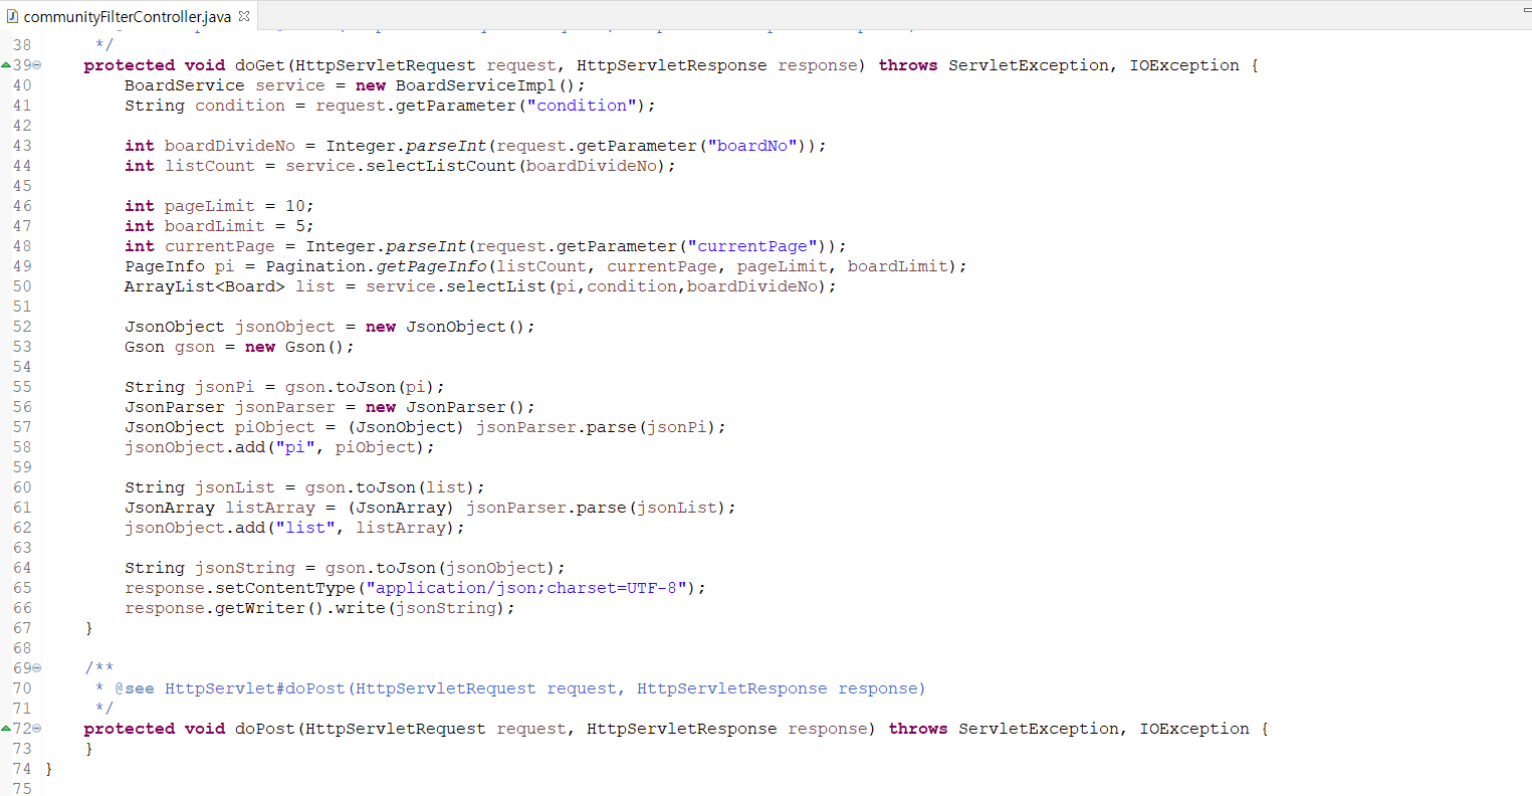 communityFilterController.java
38 */
39 protected void doGet(HttpServletRequest request, HttpServletResponse response) throws ServletException, IOException {
40 BoardService service = new BoardServiceImpl();
41 String condition = request.getParameter("condition");
42
43 int boardDivideNo = Integer.parseInt(request.getParameter("boardNo"));
44 int listCount = service.selectListCount(boardDivideNo);
45
46 int pageLimit = 10;
47 int boardLimit = 5;
48 int currentPage = Integer.parseInt(request.getParameter("currentPage"));
49 PageInfo pi = Pagination.getPageInfo(listCount, currentPage, pageLimit, boardLimit);
50 ArrayList<Board> list = service.selectList(pi,condition,boardDivideNo);
51
52 JsonObject jsonObject = new JsonObject();
53 Gson gson = new Gson();
54
55 String jsonPi = gson.toJson(pi);
56 JsonParser jsonParser = new JsonParser();
57 JsonObject piObject = (JsonObject) jsonParser.parse(jsonPi);
58 jsonObject.add("pi", piObject);
59
60 String jsonList = gson.toJson(list);
61 JsonArray listArray = (JsonArray) jsonParser.parse(jsonList);
62 jsonObject.add("list", listArray);
63
64 String jsonString = gson.toJson(jsonObject);
65 response.setContentType("application/json;charset=UTF-8");
66 response.getWriter().write(jsonString);
67 }
68
69 /**
70 * @see HttpServlet#doPost(HttpServletRequest request, HttpServletResponse response)
71 */
72 protected void doPost(HttpServletRequest request, HttpServletResponse response) throws ServletException, IOException {
73 }
74 }
75